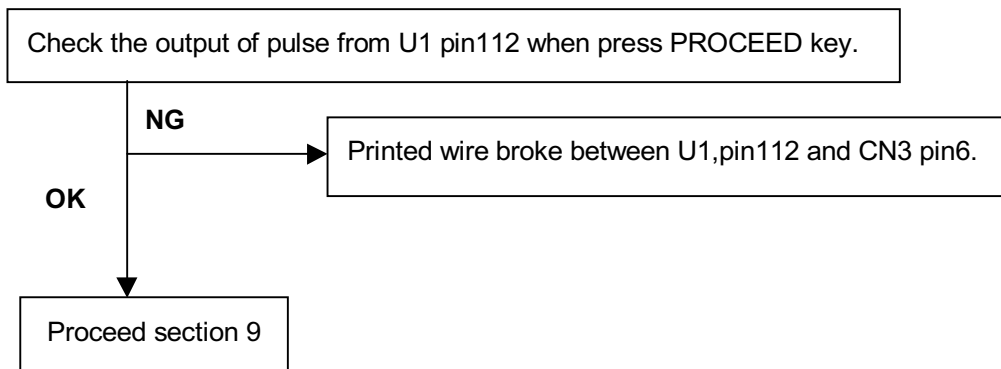 Check the output of pulse from U1 pin112 when press PROCEED key.
NG
Printed wire broke between U1,pin112 and CN3 pin6.
OK
Proceed section 9